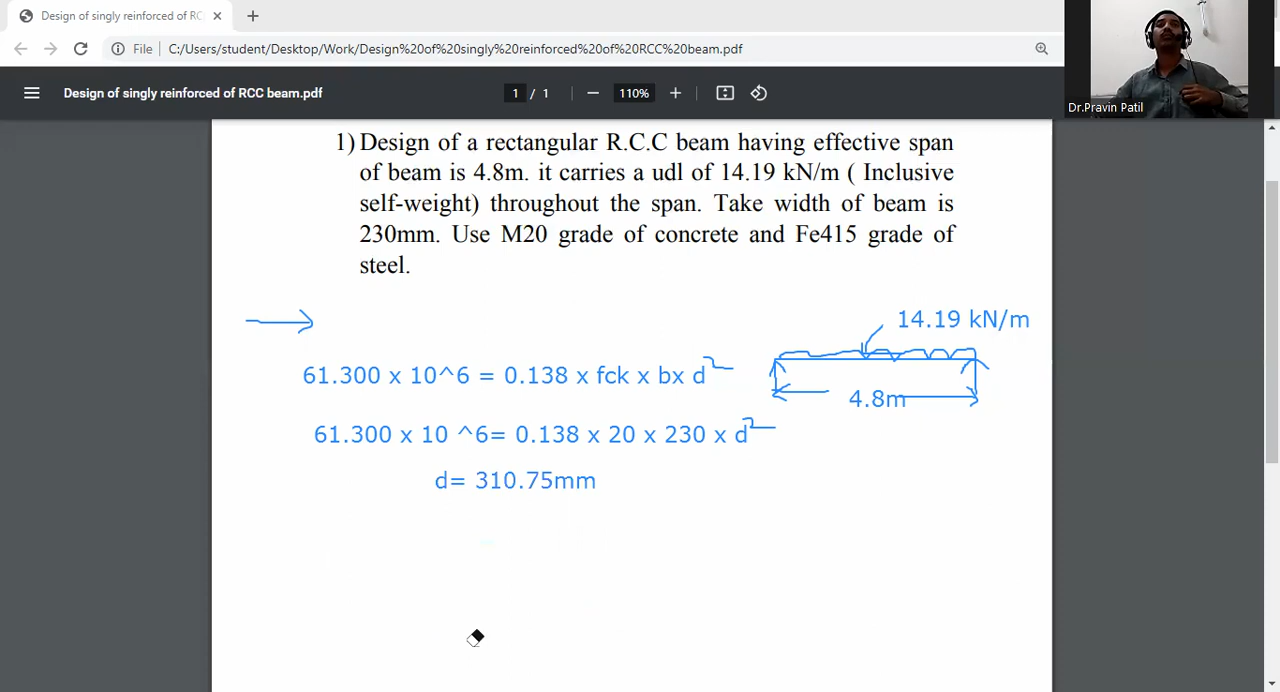 Design of singly reinforced of RC
File
C:/Users/student/Desktop/Work/Design%20of%20singly%20reinforced%20of%20RCC%20beam.pdf
Dr.Pravin Patil
Design of singly reinforced of RCC beam.pdf
1 / 1
110%
1) Design of a rectangular R.C.C beam having effective span
of beam is 4.8m. it carries a udl of 14.19 kN/m ( Inclusive
self-weight) throughout the span. Take width of beam is
230mm. Use M20 grade of concrete and Fe415 grade of
steel.
14.19 kN/m
61.300 x 10^6 = 0.138 x fck x bx d2
4.8m
61.300 x 10 ^6= 0.138 x 20 x 230 x d2
d= 310.75mm